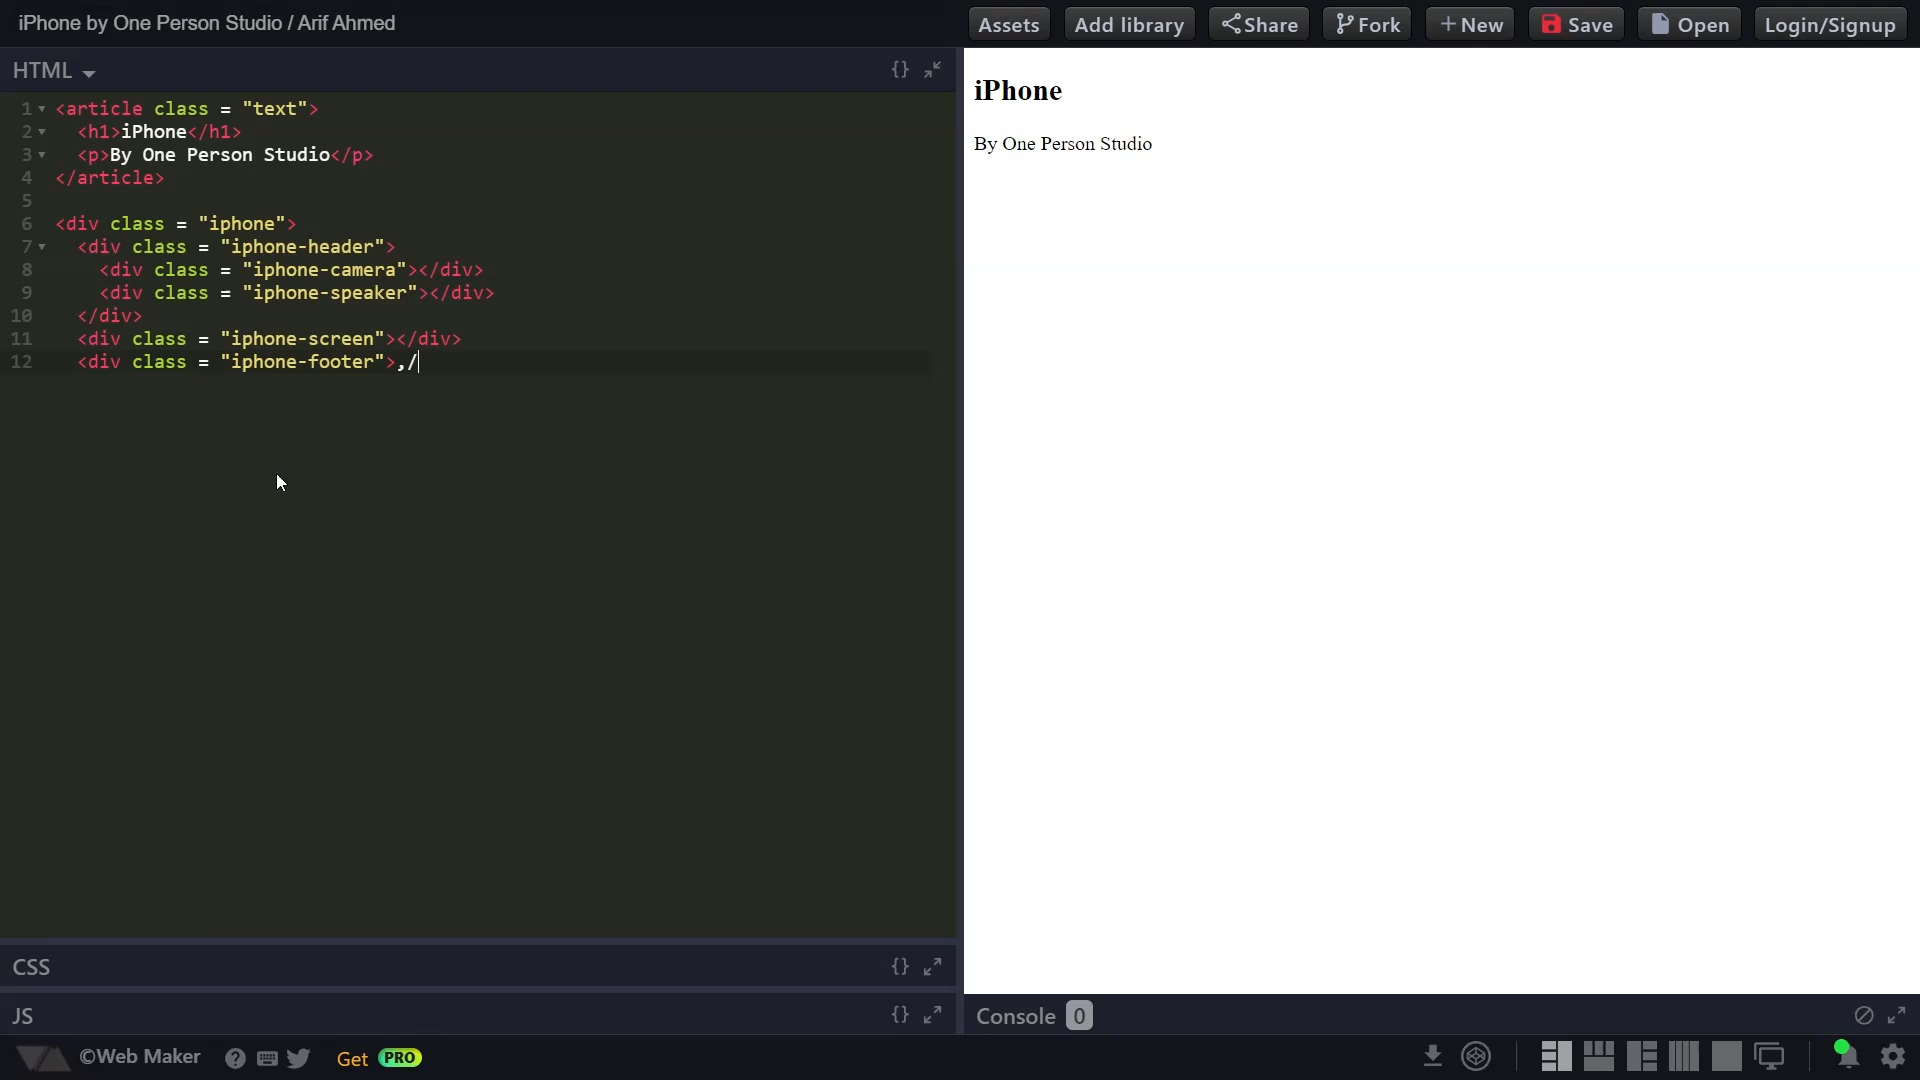 iPhone by One Person Studio / Arif Ahmed
Assets Add library Share Fork +New Save Open Login/Signup
HTML {}
1 <article class = "text">
2 <h1>iPhone</h1>
3 <p>By One Person Studio</p>
4 </article>
5
6 <div class = "iphone">
7 <div class = "iphone-header">
8 <div class = "iphone-camera"></div>
9 <div class = "iphone-speaker"></div>
10 </div>
11 <div class = "iphone-screen"></div>
12 <div class = "iphone-footer">,/
CSS {}
JS {}
©Web Maker ? Get PRO
iPhone
By One Person Studio
Console 0